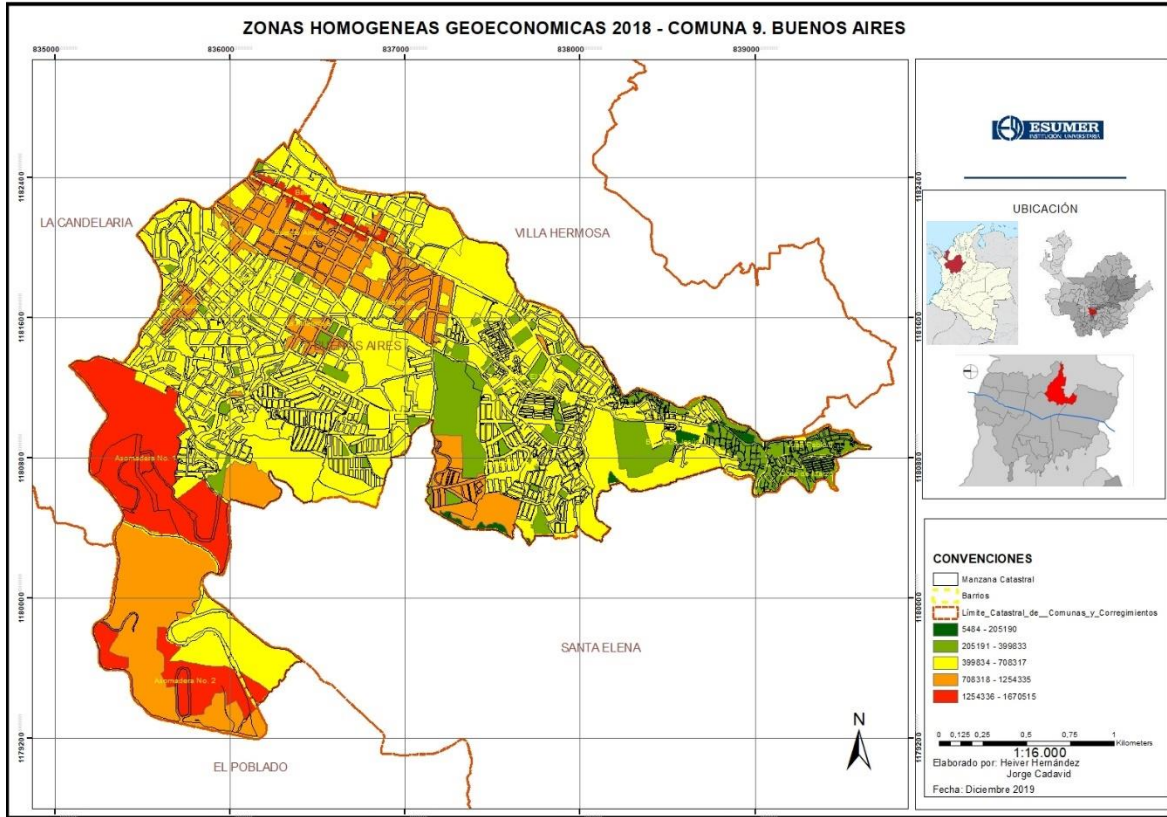 ZONAS HOMOGENEAS GEOECONOMICAS 2018 - COMUNA 9. BUENOS AIRES
835000
836000
837000
838000
839000
ESUMER
INSTITUCIÓN UNIVERSITARIA
UBICACIÓN
LA CANDELARIA
VILLA HERMOSA
BUENOS AIRES
Asomadera No. 1
Asomadera No. 2
SANTA ELENA
EL POBLADO
N
1182400
1181600
1180800
1180000
1179200
CONVENCIONES
Manzana Catastral
Barrios
Límite_Catastral_de__Comunas_y_Corregimientos
5484 - 205190
205191 - 399833
399834 - 708317
708318 - 1254335
1254336 - 1670515
0 0,125 0,25 0,5 0,75 1
Kilometers
1:16.000
Elaborado por: Heiver Hernández
Jorge Cadavid
Fecha: Diciembre 2019